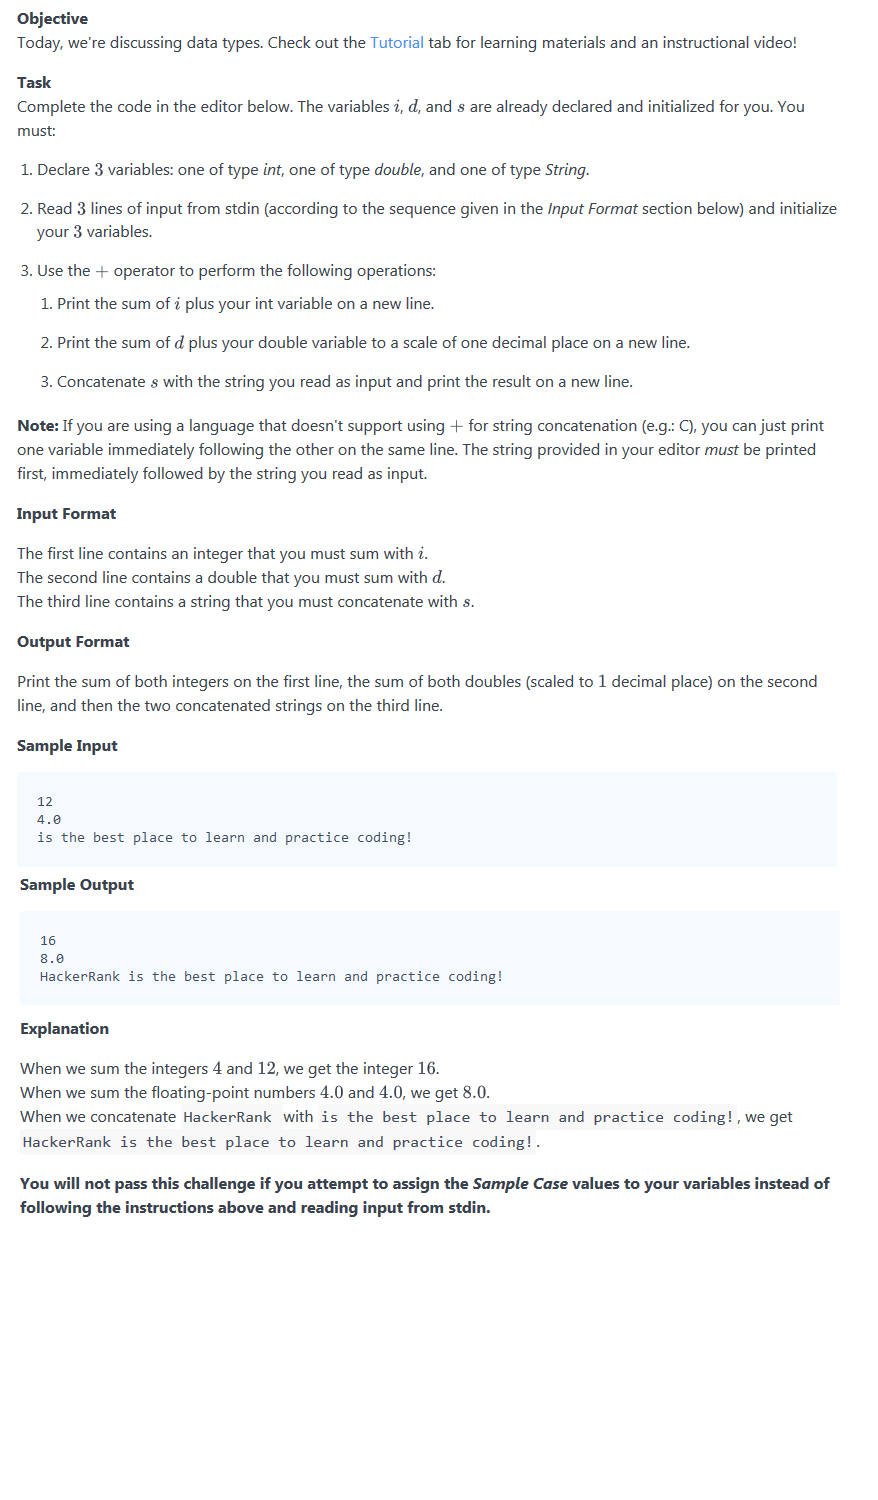 Objective
Today, we're discussing data types. Check out the Tutorial tab for learning materials and an instructional video!
Task
Complete the code in the editor below. The variables i, d, and s are already declared and initialized for you. You
must:
1. Declare 3 variables: one of type int, one of type double, and one of type String.
2. Read 3 lines of input from stdin (according to the sequence given in the Input Format section below) and initialize
your 3 variables.
3. Use the + operator to perform the following operations:
1. Print the sum of i plus your int variable on a new line.
2. Print the sum of d plus your double variable to a scale of one decimal place on a new line.
3. Concatenate s with the string you read as input and print the result on a new line.
Note: If you are using a language that doesn't support using + for string concatenation (e.g.: C), you can just print
one variable immediately following the other on the same line. The string provided in your editor must be printed
first, immediately followed by the string you read as input.
Input Format
The first line contains an integer that you must sum with i.
The second line contains a double that you must sum with d.
The third line contains a string that you must concatenate with s.
Output Format
Print the sum of both integers on the first line, the sum of both doubles (scaled to 1 decimal place) on the second
line, and then the two concatenated strings on the third line.
Sample Input
12
4.0
is the best place to learn and practice coding!
Sample Output
16
8.0
HackerRank is the best place to learn and practice coding!
Explanation
When we sum the integers 4 and 12, we get the integer 16.
When we sum the floating-point numbers 4.0 and 4.0, we get 8.0.
When we concatenate HackerRank with is the best place to learn and practice coding!, we get
HackerRank is the best place to learn and practice coding!.
You will not pass this challenge if you attempt to assign the Sample Case values to your variables instead of
following the instructions above and reading input from stdin.